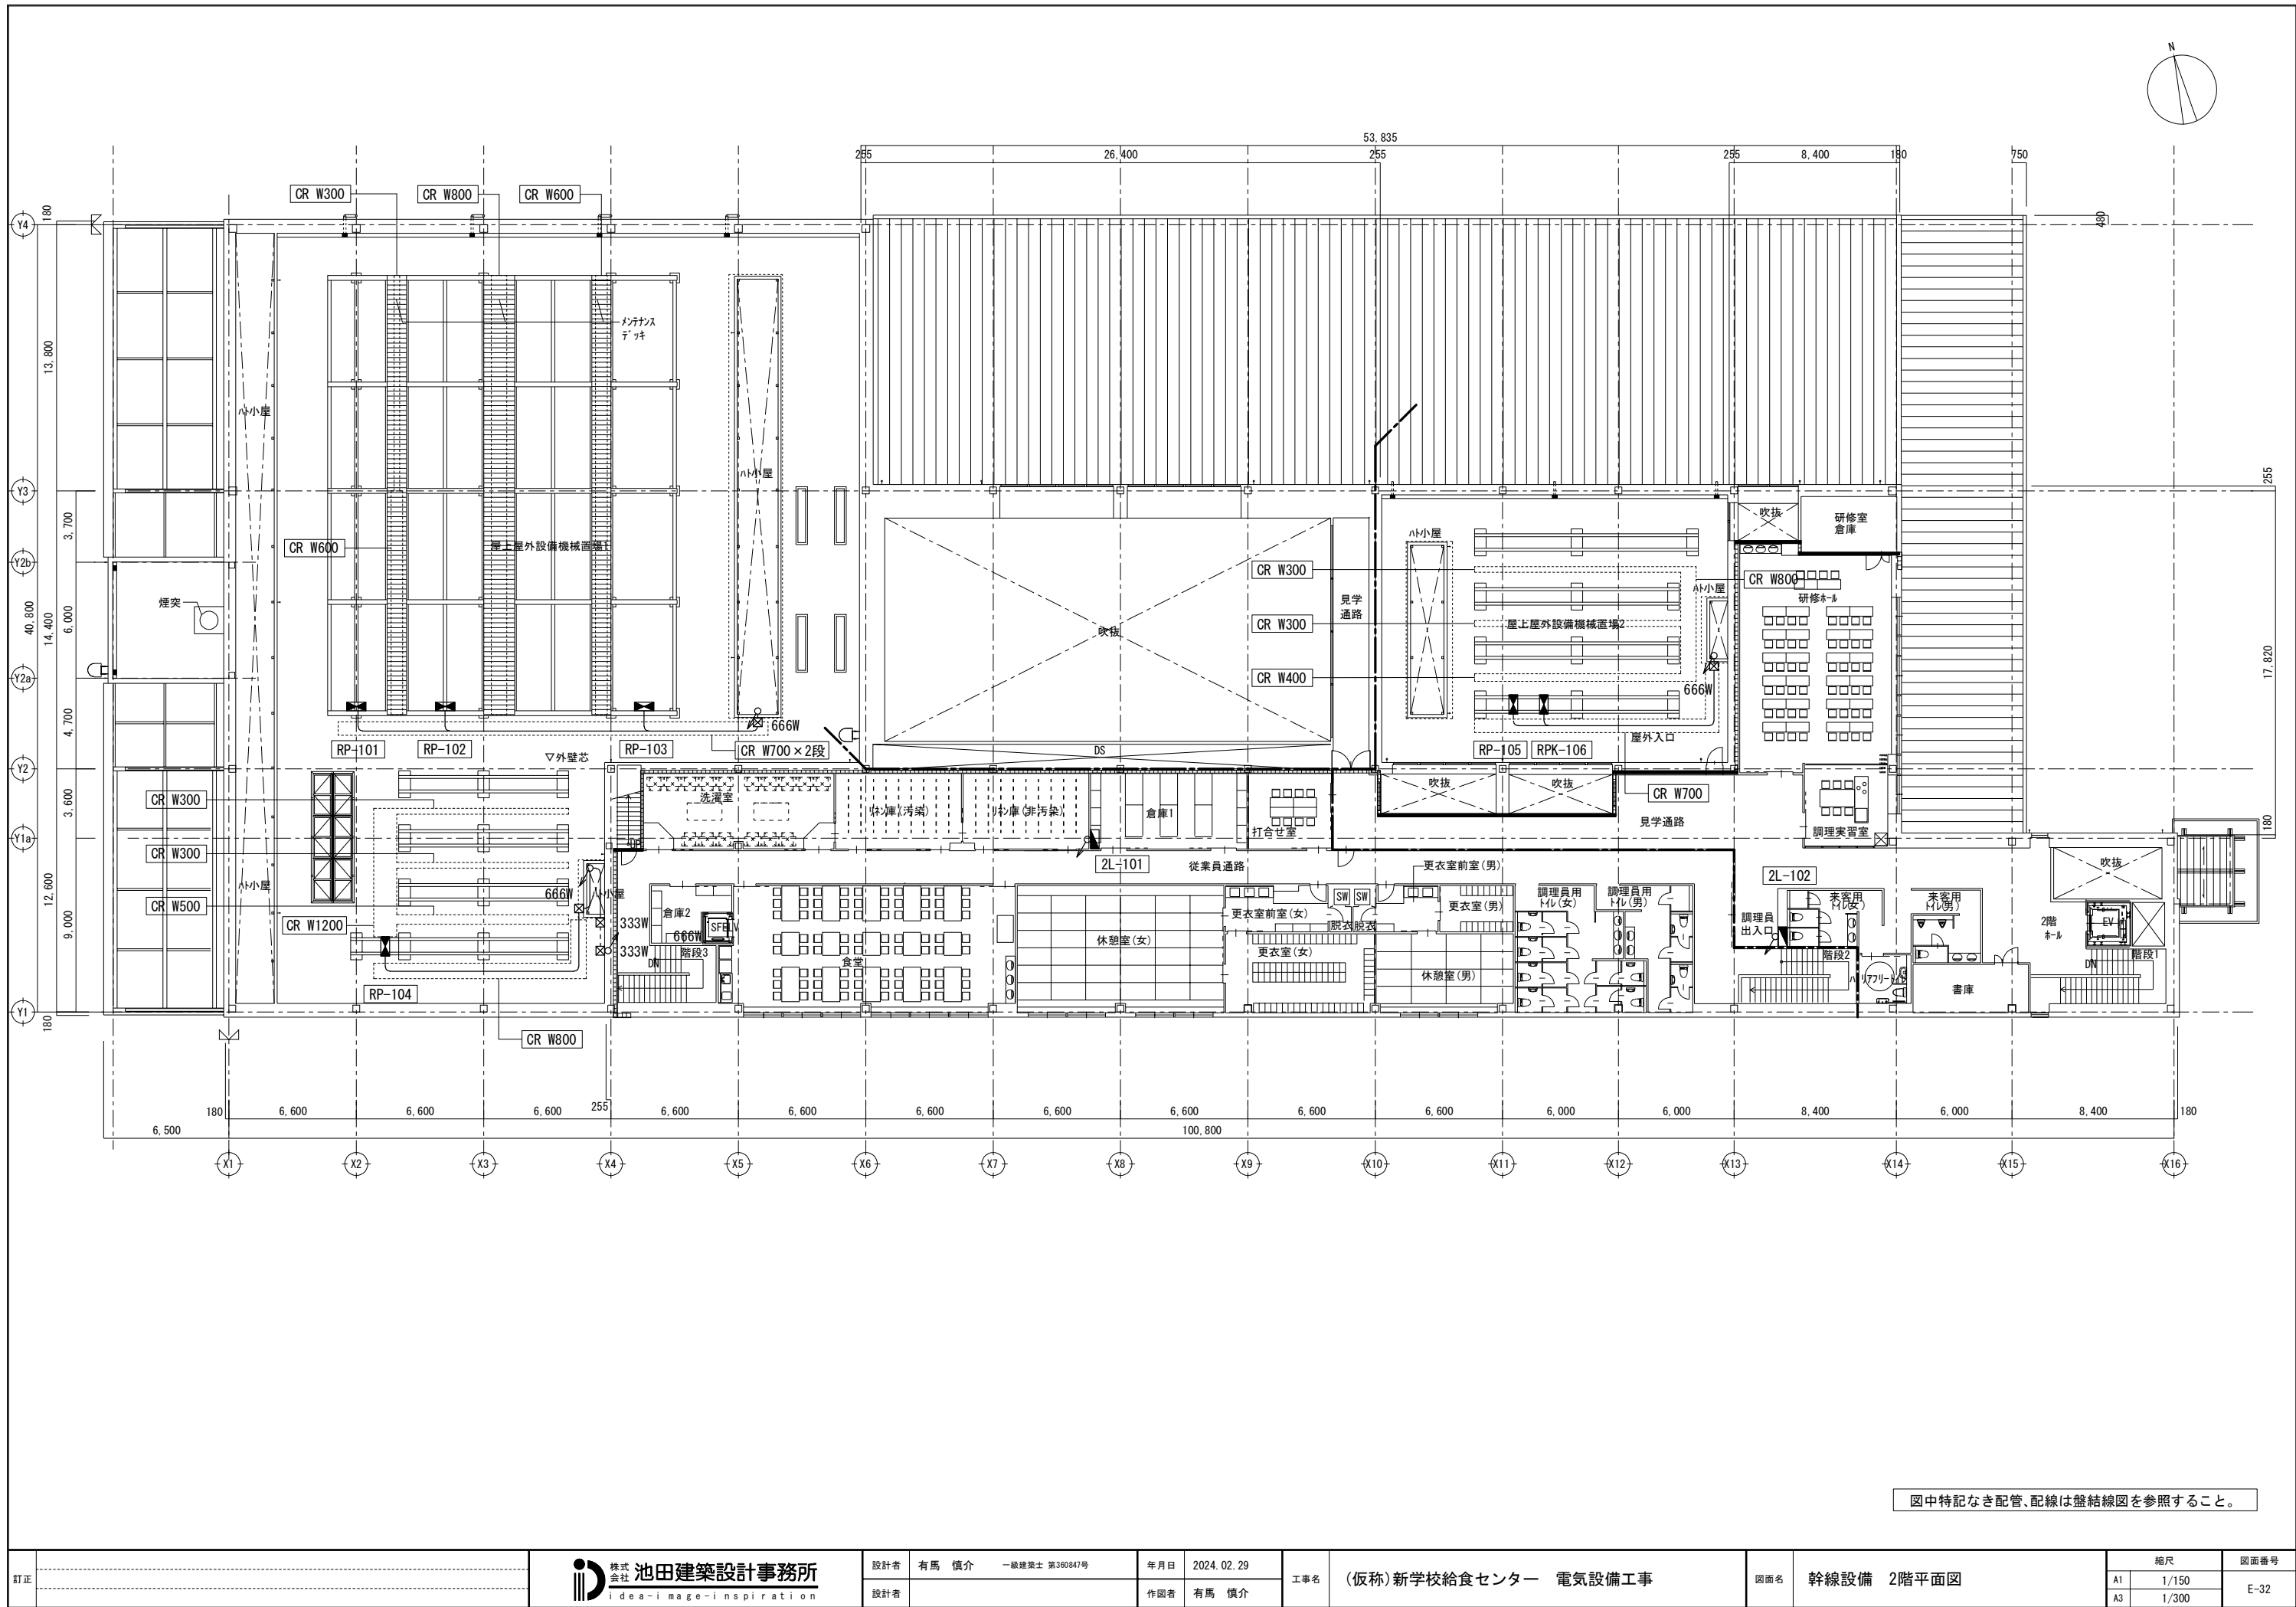 N
53,835
255
26,400
255
255
8,400
180
750
180
480
CR W300
CR W800
CR W600
Y4
メンテナンス
デッキ
13,800
ハト小屋
ハト小屋
Y3
255
3,700
吹抜
研修室
倉庫
CR W600
屋上屋外設備機械置場1
ハト小屋
Y2b
CR W300
CR W800
ハト小屋
研修ホール
煙突
見学
通路
40,800
14,400
6,000
吹抜
CR W300
屋上屋外設備機械置場2
17,820
Y2a
CR W400
666W
666W
4,700
屋外入口
RP-101
RP-102
RP-103
CR W700×2段
DS
RP-105
RPK-106
▽外壁芯
Y2
CR W300
洗濯室
リネン庫(汚染)
リネン庫(非汚染)
倉庫1
吹抜
吹抜
CR W700
3,600
打合せ室
見学通路
調理実習室
180
Y1a
CR W300
2L-101
従業員通路
更衣室前室(男)
2L-102
吹抜
12,600
ハト小屋
666W
ハト小屋
CR W500
倉庫2
SW
SW
調理員用
トイレ(女)
調理員用
トイレ(男)
来客用
トイレ(女)
来客用
トイレ(男)
更衣室(男)
更衣室前室(女)
CR W1200
333W
調理員
出入口
2階
ホール
EV
9,000
666W
脱衣
脱衣
休憩室(女)
更衣室(女)
333W
DN
階段3
食堂
階段2
DN
階段1
休憩室(男)
RP-104
書庫
Y1
180
CR W800
180
6,600
6,600
6,600
255
6,600
6,600
6,600
6,600
6,600
6,600
6,600
6,000
6,000
8,400
6,000
8,400
180
6,500
100,800
X1
X2
X3
X4
X5
X6
X7
X8
X9
X10
X11
X12
X13
X14
X15
X16
図中特記なき配管、配線は盤結線図を参照すること。
訂正
株式
会社
池田建築設計事務所
idea-image-inspiration
設計者
有馬 慎介
一級建築士 第360847号
設計者
年月日
2024.02.29
作図者
有馬 慎介
工事名
(仮称)新学校給食センター 電気設備工事
図面名
幹線設備 2階平面図
縮尺
A1
1/150
A3
1/300
図面番号
E-32